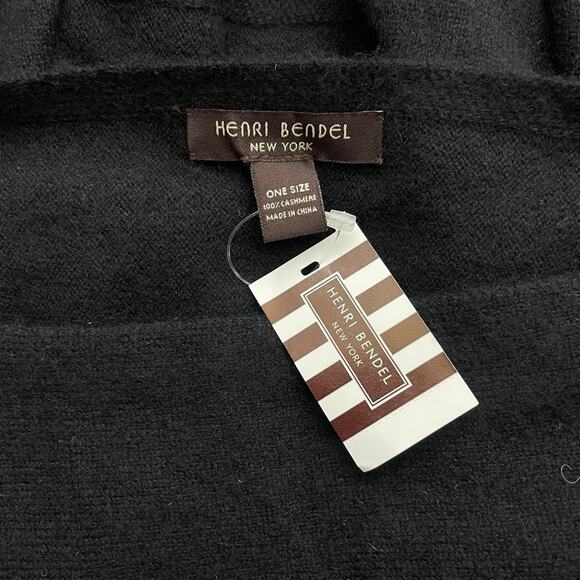 HENRI BENDEL
NEW YORK
ONE SIZE
100% CASHMERE
MADE IN CHINA
HENRI BENDEL
NEW YORK